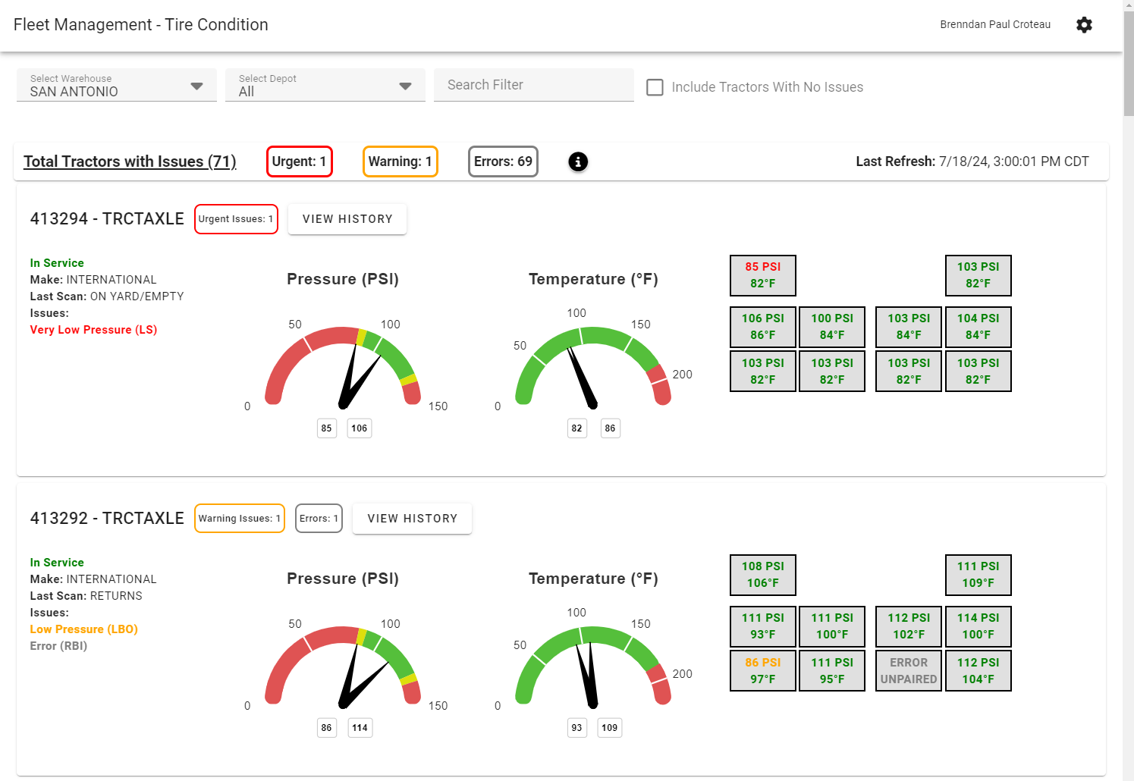 Fleet Management - Tire Condition
Brenndan Paul Croteau
Select Warehouse
SAN ANTONIO
Select Depot
All
Search Filter
Include Tractors With No Issues
Total Tractors with Issues (71)
Urgent: 1
Warning: 1
Errors: 69
i
Last Refresh: 7/18/24, 3:00:01 PM CDT
413294 - TRCTAXLE
Urgent Issues: 1
VIEW HISTORY
In Service
Make: INTERNATIONAL
Last Scan: ON YARD/EMPTY
Issues:
Very Low Pressure (LS)
Pressure (PSI)
0
50
100
150
85
106
Temperature (°F)
0
50
100
150
200
82
86
85 PSI
82°F
103 PSI
82°F
106 PSI
86°F
100 PSI
84°F
103 PSI
84°F
104 PSI
84°F
103 PSI
82°F
103 PSI
82°F
103 PSI
82°F
103 PSI
82°F
413292 - TRCTAXLE
Warning Issues: 1
Errors: 1
VIEW HISTORY
In Service
Make: INTERNATIONAL
Last Scan: RETURNS
Issues:
Low Pressure (LBO)
Error (RBI)
Pressure (PSI)
0
50
100
150
86
114
Temperature (°F)
0
50
100
150
200
93
109
108 PSI
106°F
111 PSI
109°F
111 PSI
93°F
111 PSI
100°F
112 PSI
102°F
114 PSI
100°F
86 PSI
97°F
111 PSI
95°F
ERROR
UNPAIRED
112 PSI
104°F